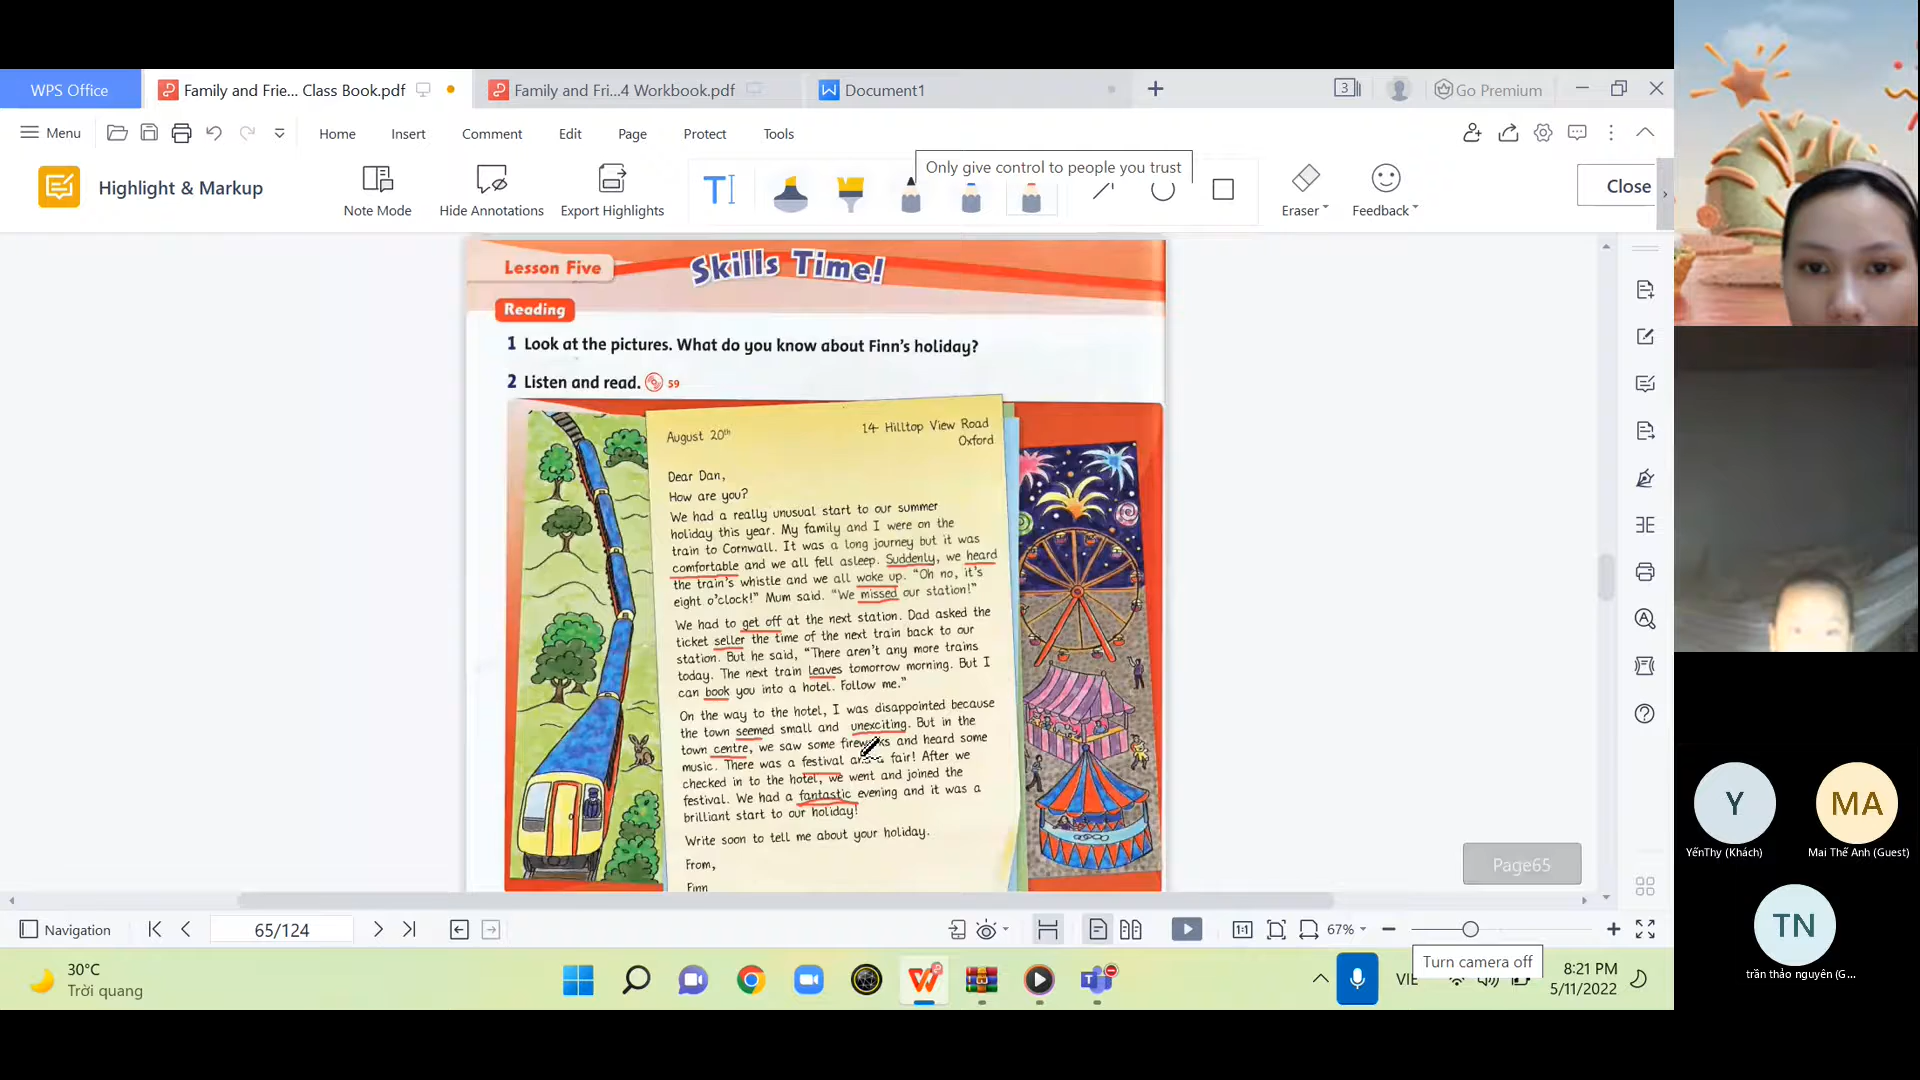 WPS Office
Family and Frie... Class Book.pdf
Family and Fri...4 Workbook.pdf
Document1
3
Go Premium
Menu
Home
Insert
Comment
Edit
Page
Protect
Tools
Highlight & Markup
Note Mode
Hide Annotations
Export Highlights
Only give control to people you trust
Eraser
Feedback
Close
Lesson Five
Skills Time!
Reading
1 Look at the pictures. What do you know about Finn's holiday?
2 Listen and read. 59
August 20th
14 Hilltop View Road
Oxford
Dear Dan,
How are you?
We had a really unusual start to our summer
holiday this year. My family and I were on the
train to Cornwall. It was a long journey but it was
comfortable and we all fell asleep. Suddenly, we heard
the train's whistle and we all woke up. "Oh no, it's
eight o'clock!" Mum said. "We missed our station!"
We had to get off at the next station. Dad asked the
ticket seller the time of the next train back to our
station. But he said, "There aren't any more trains
today. The next train leaves tomorrow morning. But I
can book you into a hotel. Follow me."
On the way to the hotel, I was disappointed because
the town seemed small and unexciting. But in the
town centre, we saw some fireworks and heard some
music. There was a festival and a fair! After we
checked in to the hotel, we went and joined the
festival. We had a fantastic evening and it was a
brilliant start to our holiday!
Write soon to tell me about your holiday.
From,
Finn
Page65
Navigation
65/124
1:1
67%
Turn camera off
30°C
Trời quang
VIE
8:21 PM
5/11/2022
Y
YếnThy (Khách)
MA
Mai Thế Anh (Guest)
TN
trần thảo nguyên (G...